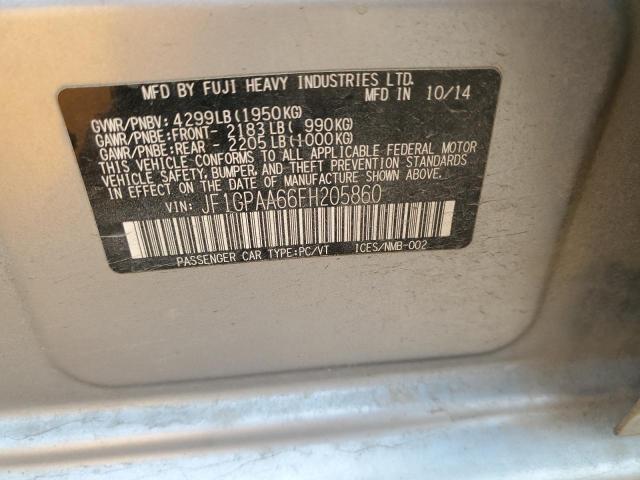 MFD BY FUJI HEAVY INDUSTRIES LTD.
MFD IN 10/14
GVWR/PNBV: 4299LB(1950KG)
GAWR/PNBE:FRONT- 2183LB( 990KG)
GAWR/PNBE:REAR - 2205LB(1000KG)
THIS VEHICLE CONFORMS TO ALL APPLICABLE FEDERAL MOTOR
VEHICLE SAFETY, BUMPER, AND THEFT PREVENTION STANDARDS
IN EFFECT ON THE DATE OF MANUFACTURE SHOWN ABOVE.
VIN: JF1GPAA66FH205860
PASSENGER CAR TYPE:PC/VT ICES/NMB-002